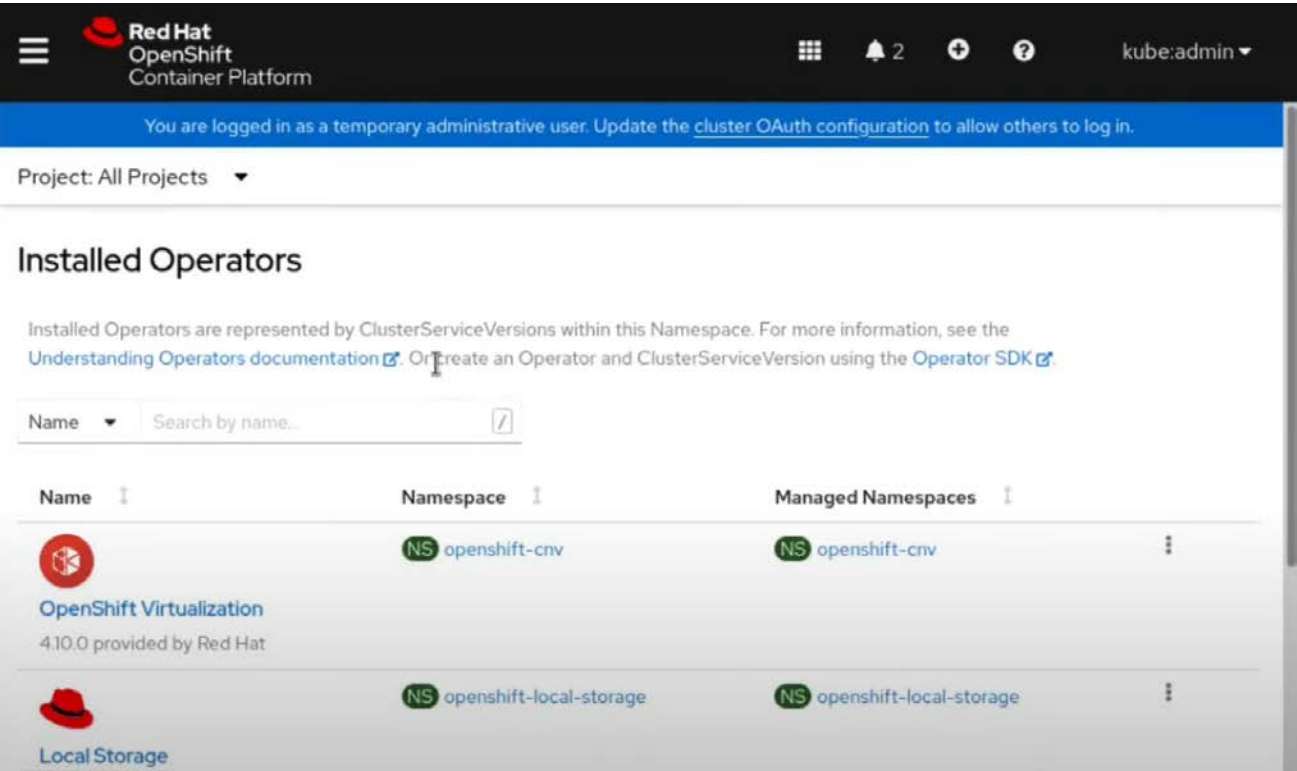 Red Hat
OpenShift
Container Platform
2
kube:admin
You are logged in as a temporary administrative user. Update the cluster OAuth configuration to allow others to log in.
Project: All Projects
Installed Operators
Installed Operators are represented by ClusterServiceVersions within this Namespace. For more information, see the
Understanding Operators documentation. Or create an Operator and ClusterServiceVersion using the Operator SDK.
Name Search by name... /
Name Namespace Managed Namespaces
NS openshift-cnv NS openshift-cnv
OpenShift Virtualization
4.10.0 provided by Red Hat
NS openshift-local-storage NS openshift-local-storage
Local Storage